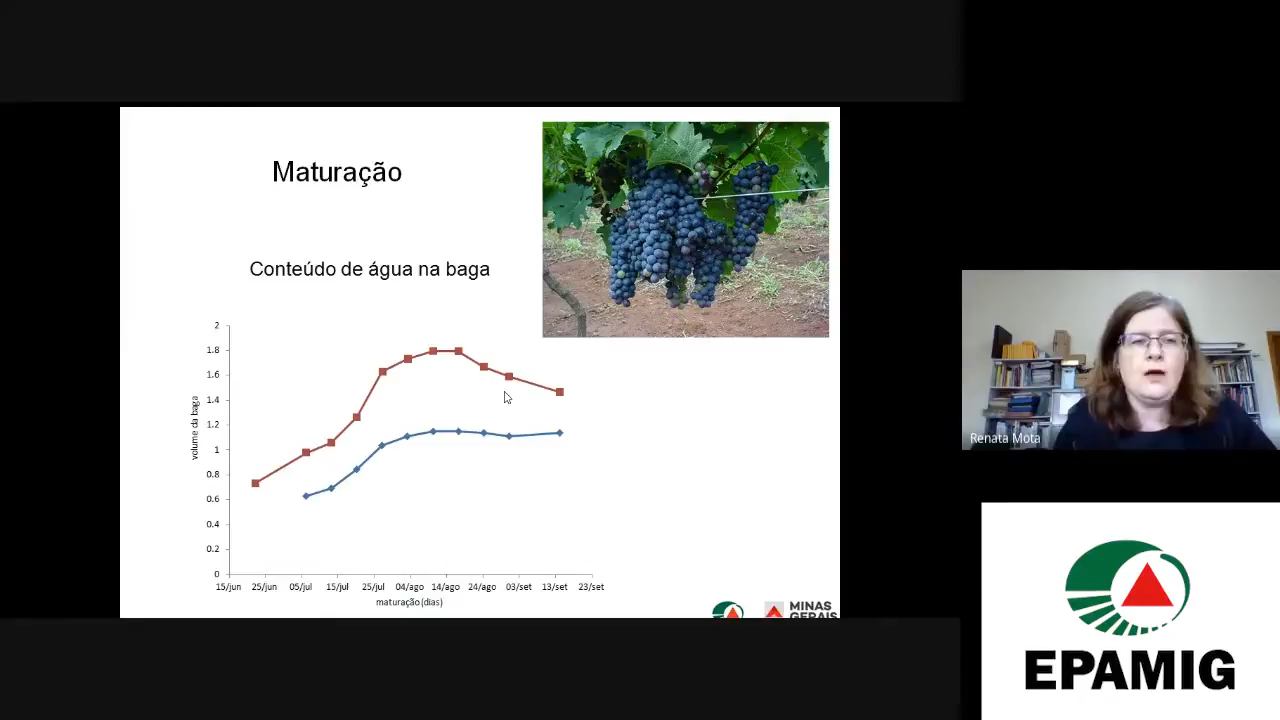 Maturação
Conteúdo de água na baga
2
1.8
1.6
1.4
1.2
1
0.8
0.6
0.4
0.2
0
volume da baga
15/jun 25/jun 05/jul 15/jul 25/jul 04/ago 14/ago 24/ago 03/set 13/set 23/set
maturação (dias)
MINAS
GERAIS
Renata Mota
EPAMIG